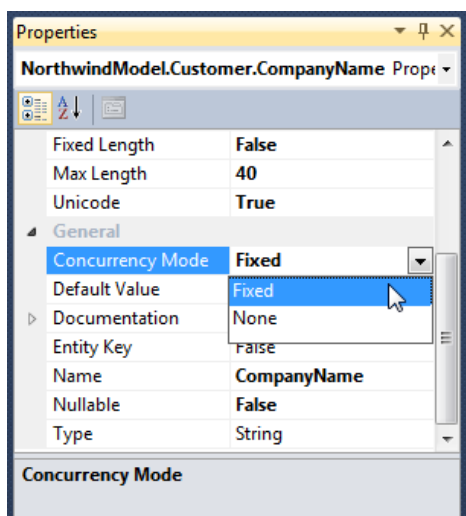 Properties
NorthwindModel.Customer.CompanyName Prope
Fixed Length False
Max Length 40
Unicode True
General
Concurrency Mode Fixed
Default Value Fixed
Documentation None
Entity Key False
Name CompanyName
Nullable False
Type String
Concurrency Mode